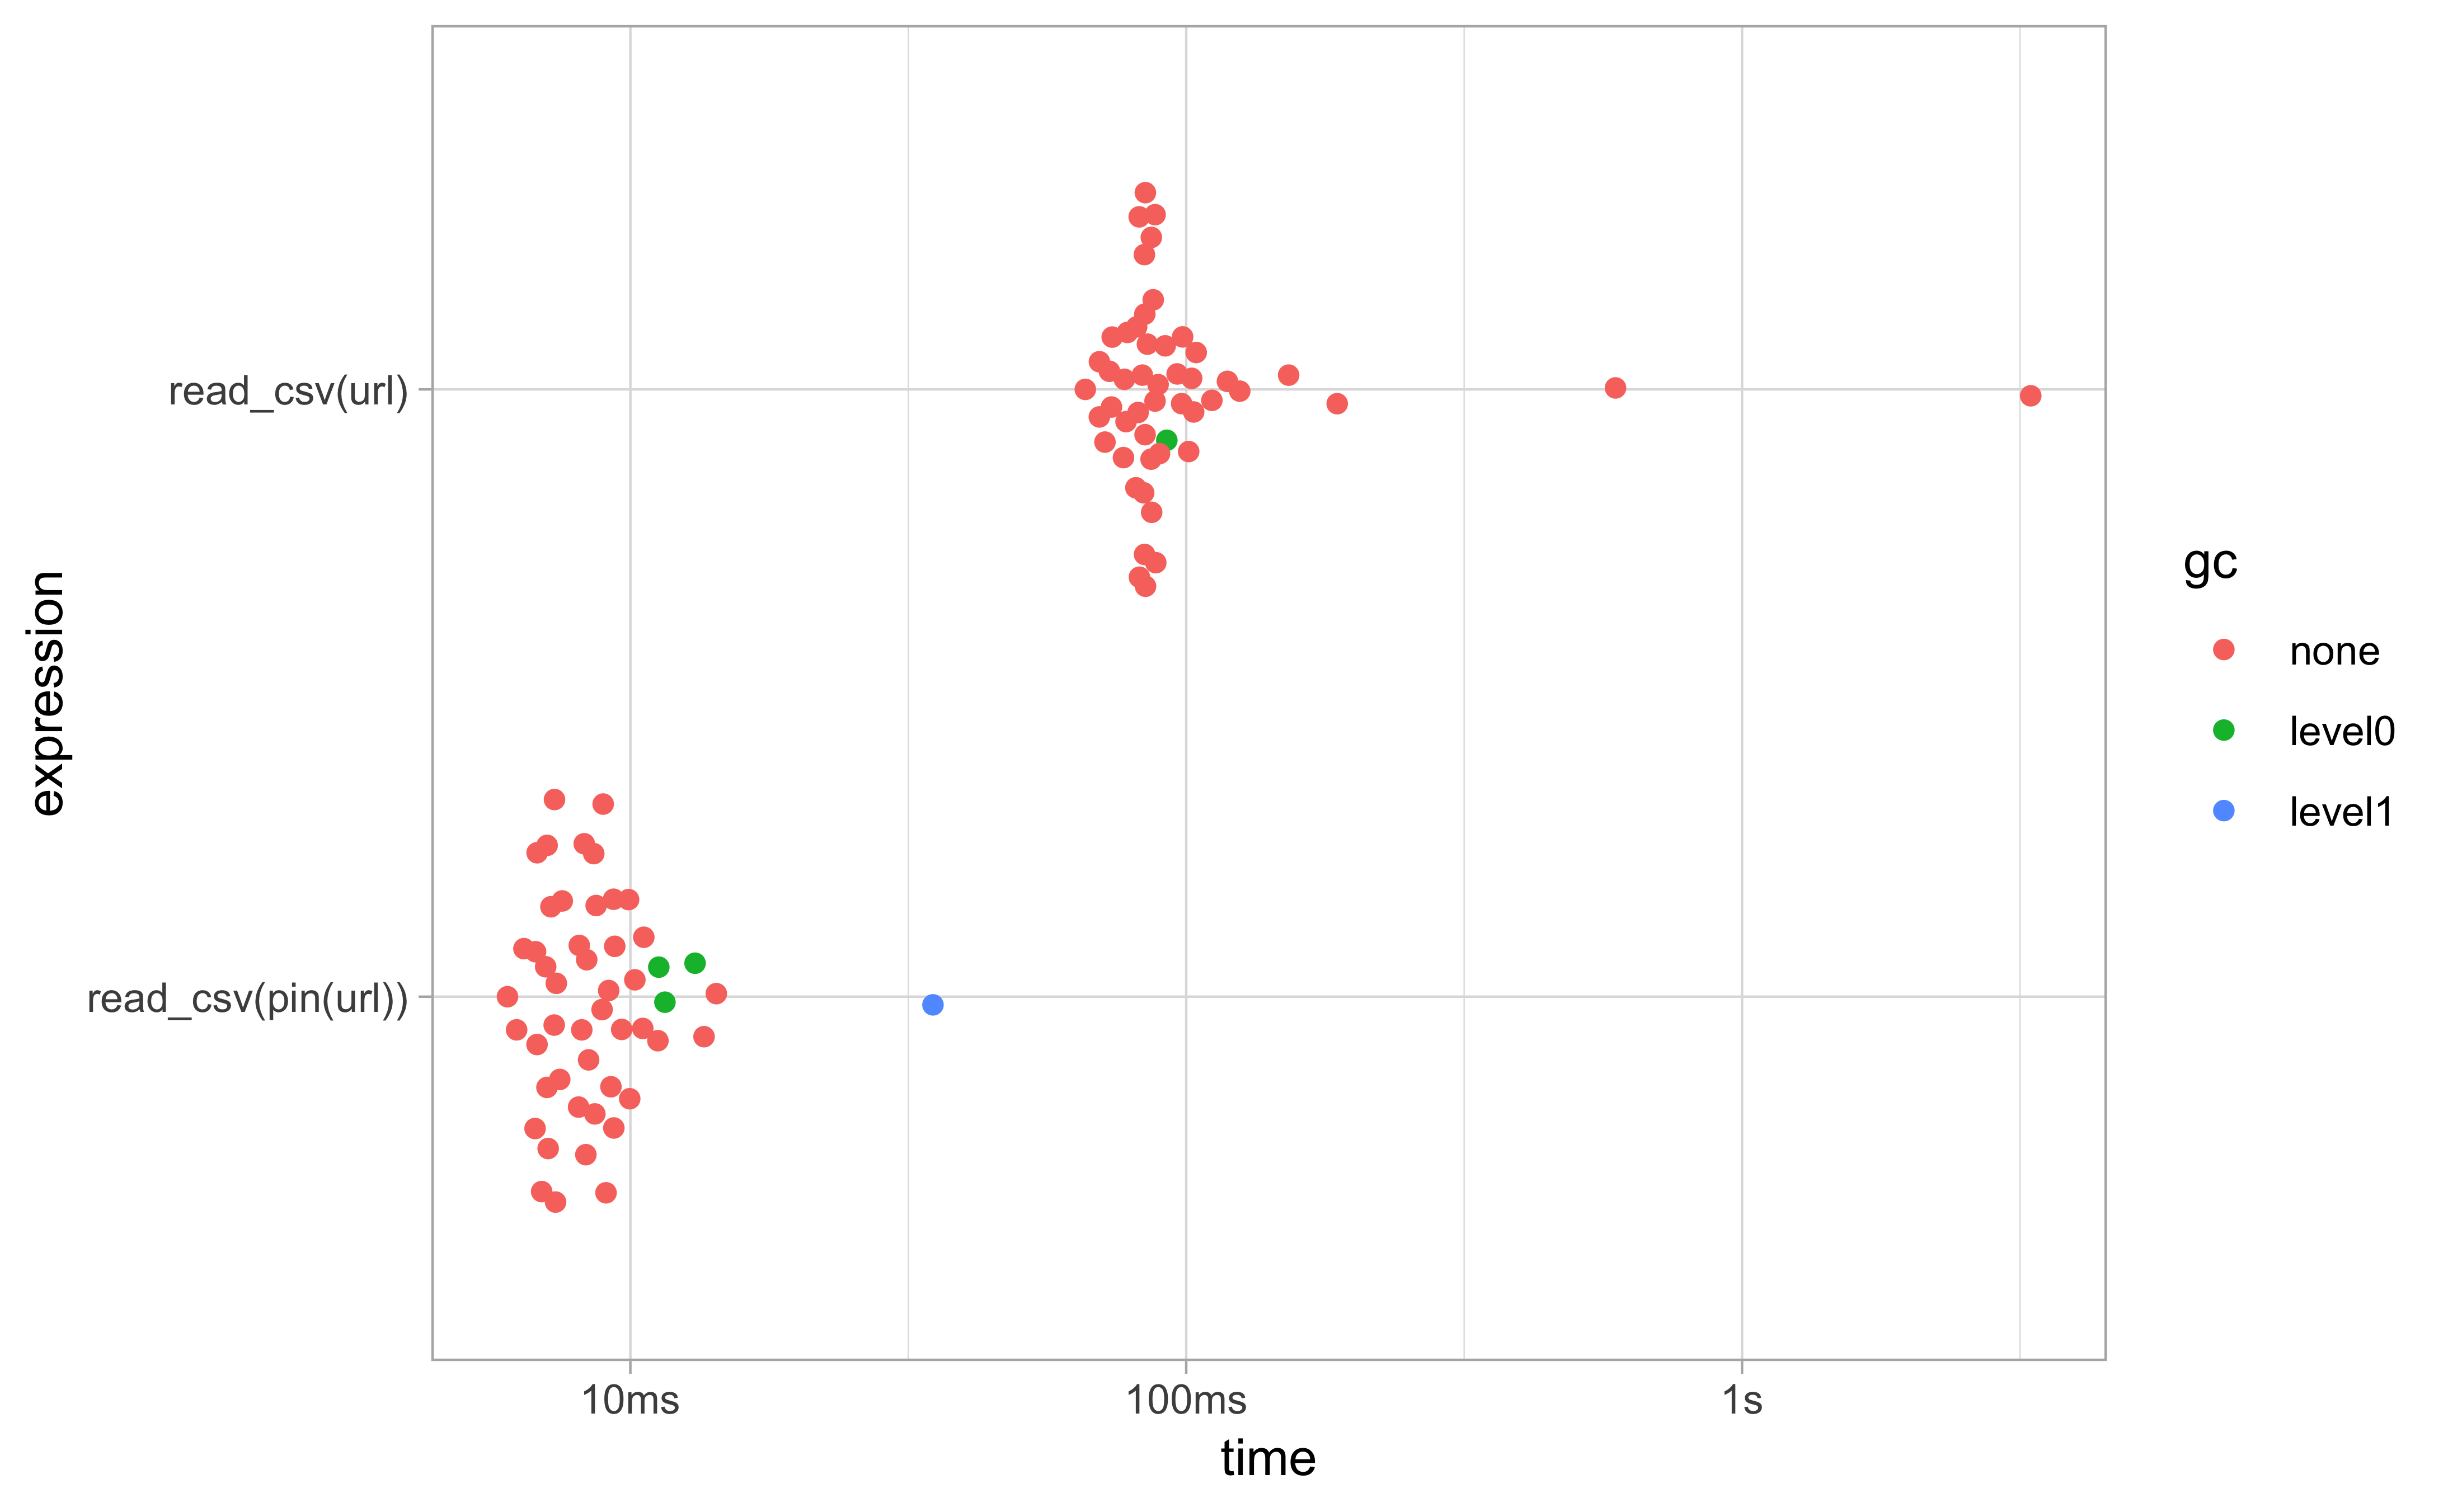 read_csv(url)
expression
read_csv(pin(url))
10ms
100ms
1s
time
gc
none
level0
level1